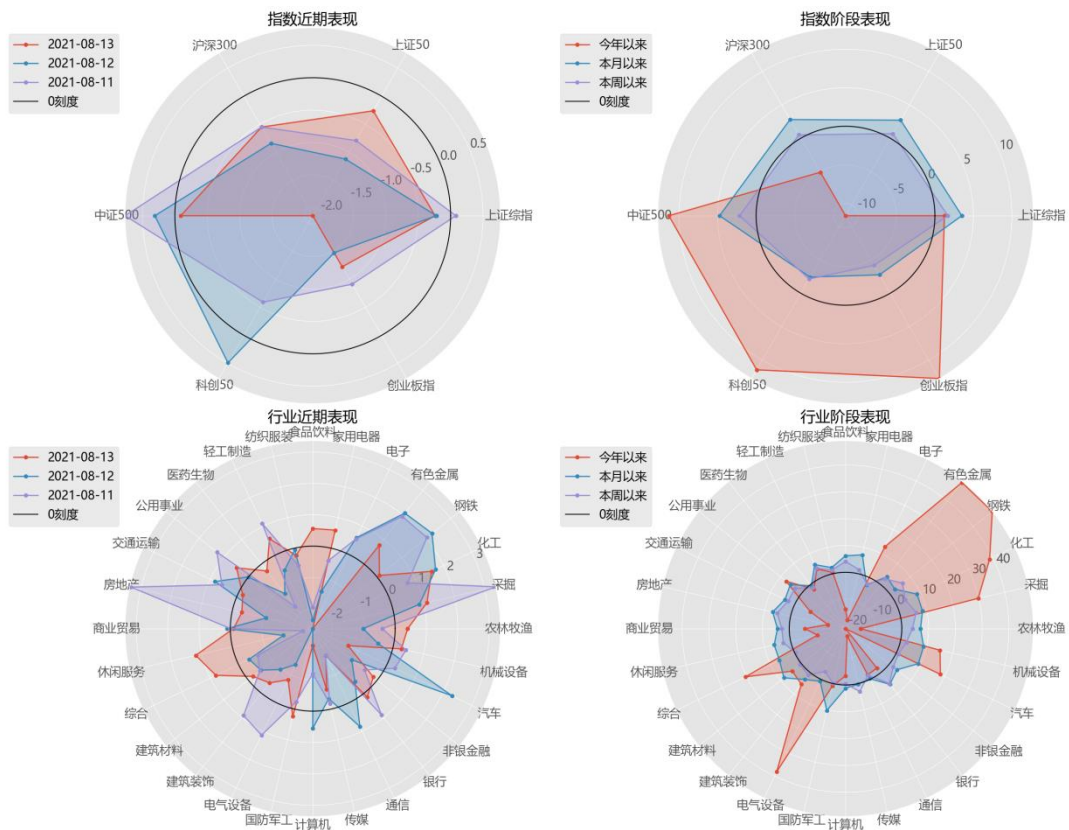 指数近期表现
2021-08-13
2021-08-12
2021-08-11
0刻度
沪深300
上证50
中证500
上证综指
科创50
创业板指
-2.0
-1.5
-1.0
-0.5
0.0
0.5
指数阶段表现
今年以来
本月以来
本周以来
0刻度
沪深300
上证50
中证500
上证综指
科创50
创业板指
-10
-5
0
5
10
行业近期表现
2021-08-13
2021-08-12
2021-08-11
0刻度
食品饮料
纺织服装
家用电器
轻工制造
电子
医药生物
有色金属
公用事业
钢铁
交通运输
化工
房地产
采掘
商业贸易
农林牧渔
休闲服务
机械设备
综合
汽车
建筑材料
非银金融
建筑装饰
银行
电气设备
通信
国防军工
计算机
传媒
-2
-1
0
1
2
3
行业阶段表现
今年以来
本月以来
本周以来
0刻度
食品饮料
纺织服装
家用电器
轻工制造
电子
医药生物
有色金属
公用事业
钢铁
交通运输
化工
房地产
采掘
商业贸易
农林牧渔
休闲服务
机械设备
综合
汽车
建筑材料
非银金融
建筑装饰
银行
电气设备
通信
国防军工
计算机
传媒
-20
-10
0
10
20
30
40